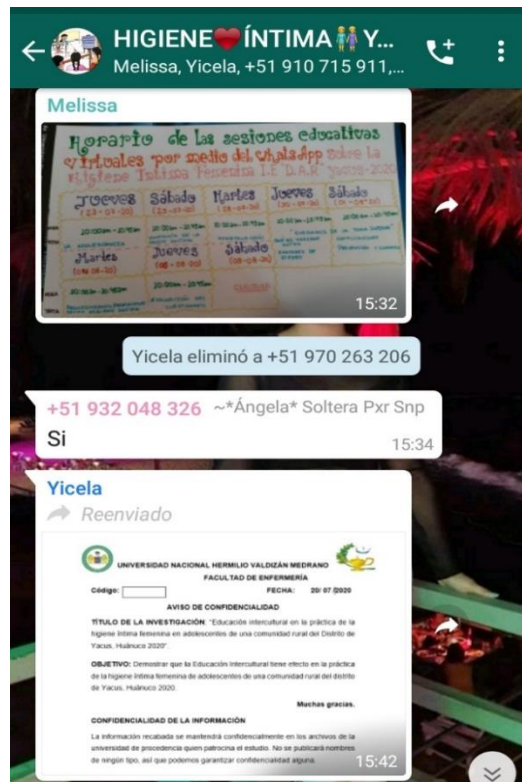 HIGIENE❤️ÍNTIMA👭Y...
Melissa, Yicela, +51 910 715 911,...
Melissa
Horario de las sesiones educativas
virtuales por medio del whatsApp sobre la
Higiene Íntima Femenina I.E "D.A.R" Yacus-2020
Jueves Sábado Martes Jueves Sábado
Martes Jueves Sábado
15:32
Yicela eliminó a +51 970 263 206
+51 932 048 326 ~*Ángela* Soltera Pxr Snp
Si
15:34
Yicela
Reenviado
UNIVERSIDAD NACIONAL HERMILIO VALDIZÁN MEDRANO
FACULTAD DE ENFERMERÍA
Código: FECHA: 20/ 07 /2020
AVISO DE CONFIDENCIALIDAD
TÍTULO DE LA INVESTIGACIÓN: "Educación intercultural en la práctica de la
higiene íntima femenina en adolescentes de una comunidad rural del Distrito de
Yacus, Huánuco 2020".
OBJETIVO: Demostrar que la Educación intercultural tiene efecto en la práctica
de la higiene íntima femenina de adolescentes de una comunidad rural del distrito
de Yacus, Huánuco 2020.
Muchas gracias.
CONFIDENCIALIDAD DE LA INFORMACIÓN
La información recabada se mantendrá confidencialmente en los archivos de la
universidad de procedencia quien patrocina el estudio. No se publicará nombres
de ningún tipo, así que podemos garantizar confidencialidad alguna.
15:42